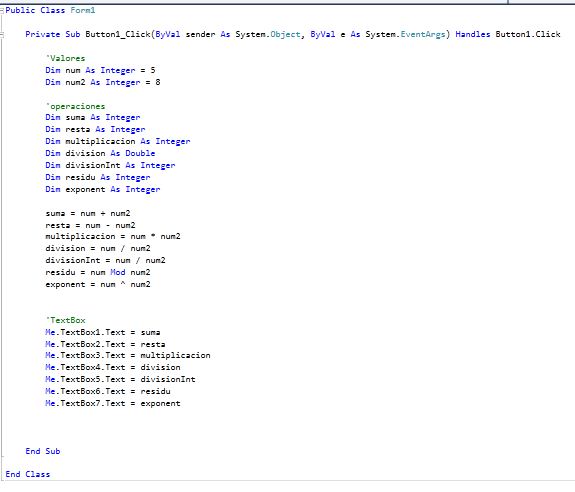 Public Class Form1
Private Sub Button1_Click(ByVal sender As System.Object, ByVal e As System.EventArgs) Handles Button1.Click
'Valores
Dim num As Integer = 5
Dim num2 As Integer = 8
'operaciones
Dim suma As Integer
Dim resta As Integer
Dim multiplicacion As Integer
Dim division As Double
Dim divisionInt As Integer
Dim residu As Integer
Dim exponent As Integer
suma = num + num2
resta = num - num2
multiplicacion = num * num2
division = num / num2
divisionInt = num / num2
residu = num Mod num2
exponent = num ^ num2
'TextBox
Me.TextBox1.Text = suma
Me.TextBox2.Text = resta
Me.TextBox3.Text = multiplicacion
Me.TextBox4.Text = division
Me.TextBox5.Text = divisionInt
Me.TextBox6.Text = residu
Me.TextBox7.Text = exponent
End Sub
End Class